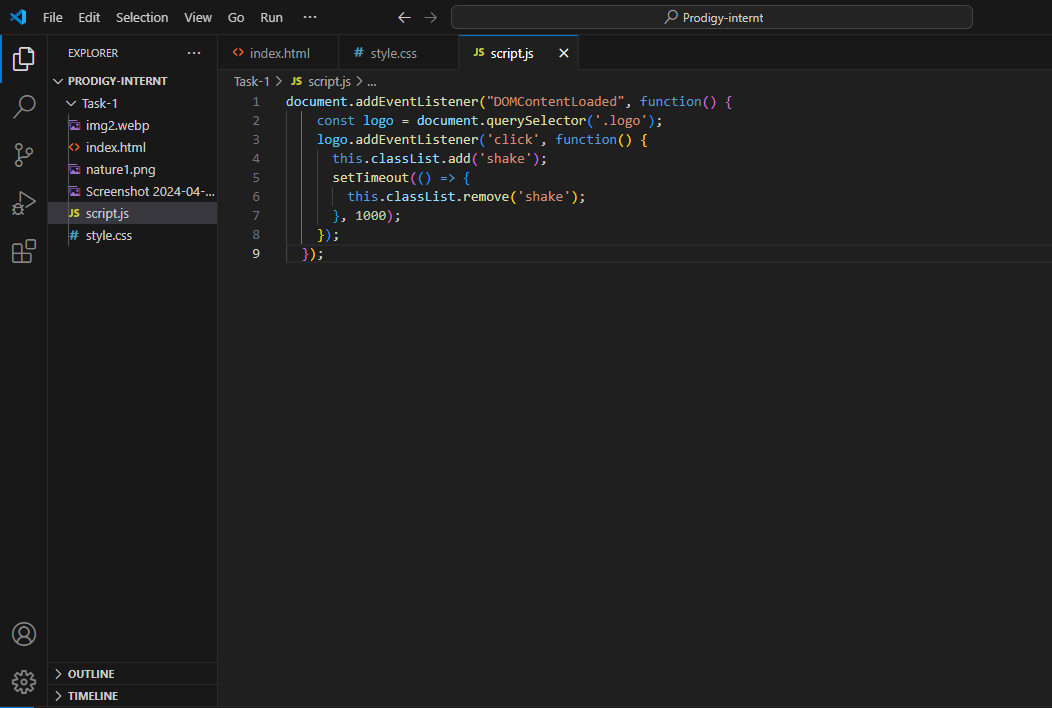 File Edit Selection View Go Run ··· Prodigy-internt
EXPLORER ···
PRODIGY-INTERNT
Task-1
img2.webp
<> index.html
nature1.png
Screenshot 2024-04-...
JS script.js
# style.css
OUTLINE
TIMELINE
<> index.html # style.css JS script.js
Task-1 > JS script.js > ...
1 document.addEventListener("DOMContentLoaded", function() {
2 const logo = document.querySelector('.logo');
3 logo.addEventListener('click', function() {
4 this.classList.add('shake');
5 setTimeout(() => {
6 this.classList.remove('shake');
7 }, 1000);
8 });
9 });